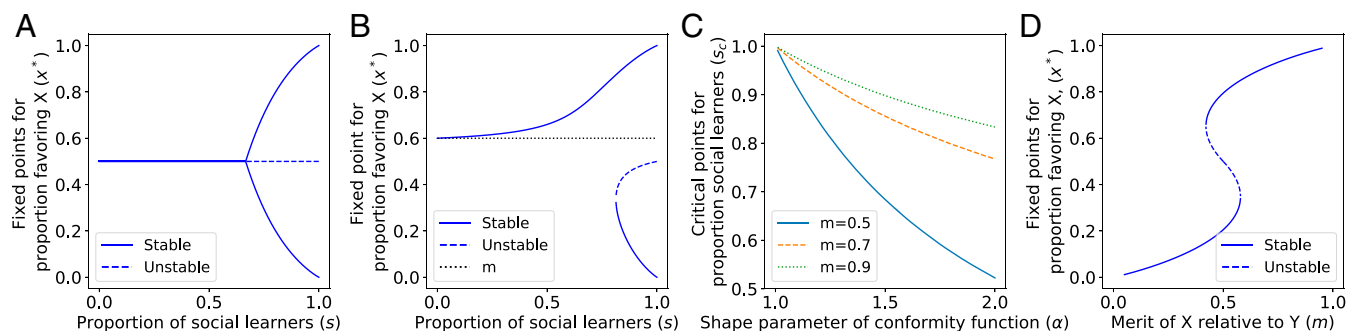 A
Fixed points for
proportion favoring X (x*)
1.0
0.8
0.6
0.4
0.2
0.0
Stable
Unstable
0.0 0.5 1.0
Proportion of social learners (s)
B
Fixed point for
proportion favoring X (x*)
1.0
0.8
0.6
0.4
0.2
0.0
Stable
Unstable
m
0.0 0.5 1.0
Proportion of social learners (s)
C
Critical points for
proportion social learners (s_c)
1.0
0.9
0.8
0.7
0.6
0.5
m=0.5
m=0.7
m=0.9
1.0 1.5 2.0
Shape parameter of conformity function (α)
D
Fixed points for
proportion favoring X, (x*)
1.0
0.8
0.6
0.4
0.2
0.0
Stable
Unstable
0.0 0.5 1.0
Merit of X relative to Y (m)